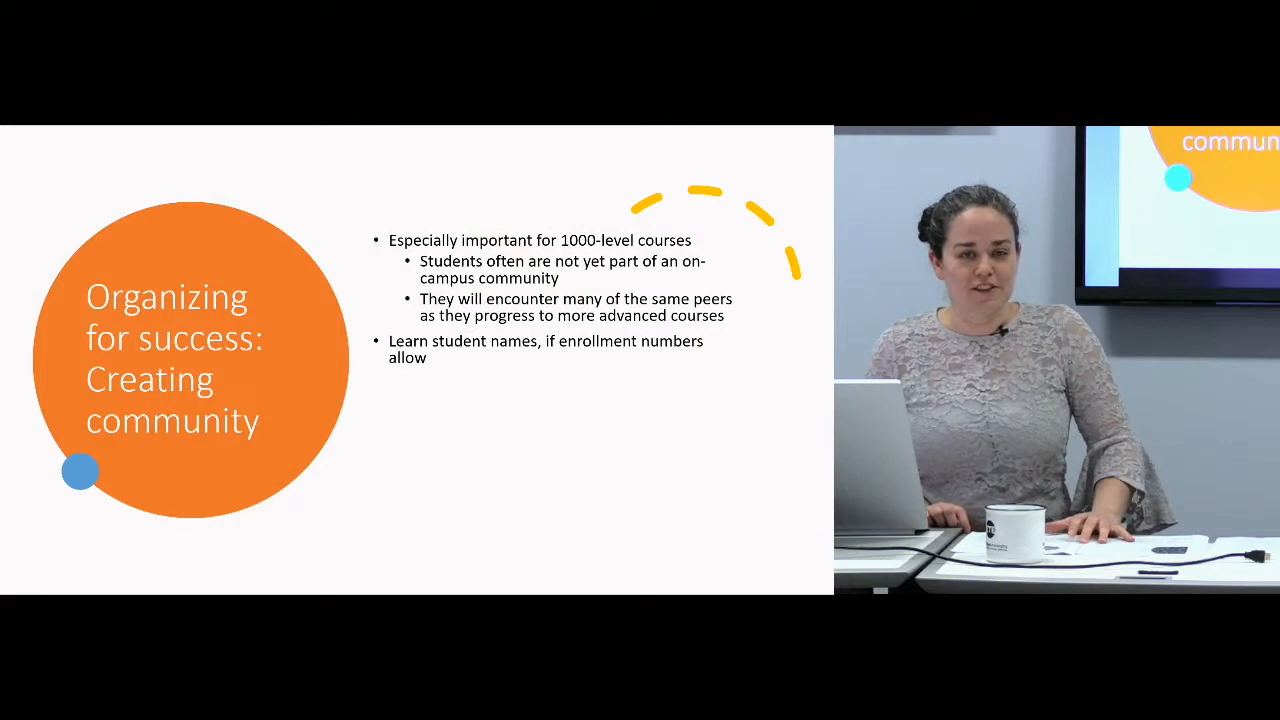 Organizing
for success:
Creating
community
• Especially important for 1000-level courses
• Students often are not yet part of an on-
campus community
• They will encounter many of the same peers
as they progress to more advanced courses
• Learn student names, if enrollment numbers
allow
commun